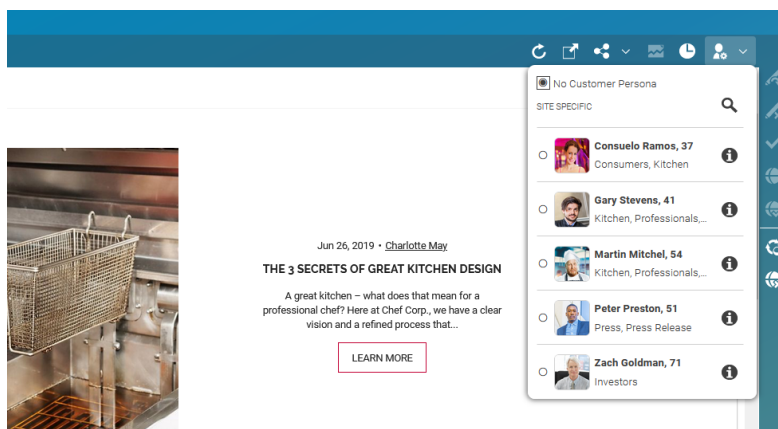 No Customer Persona
SITE SPECIFIC
Consuelo Ramos, 37
Consumers, Kitchen
Gary Stevens, 41
Kitchen, Professionals,...
Martin Mitchel, 54
Kitchen, Professionals,...
Peter Preston, 51
Press, Press Release
Zach Goldman, 71
Investors
Jun 26, 2019 • Charlotte May
THE 3 SECRETS OF GREAT KITCHEN DESIGN
A great kitchen – what does that mean for a
professional chef? Here at Chef Corp., we have a clear
vision and a refined process that...
LEARN MORE